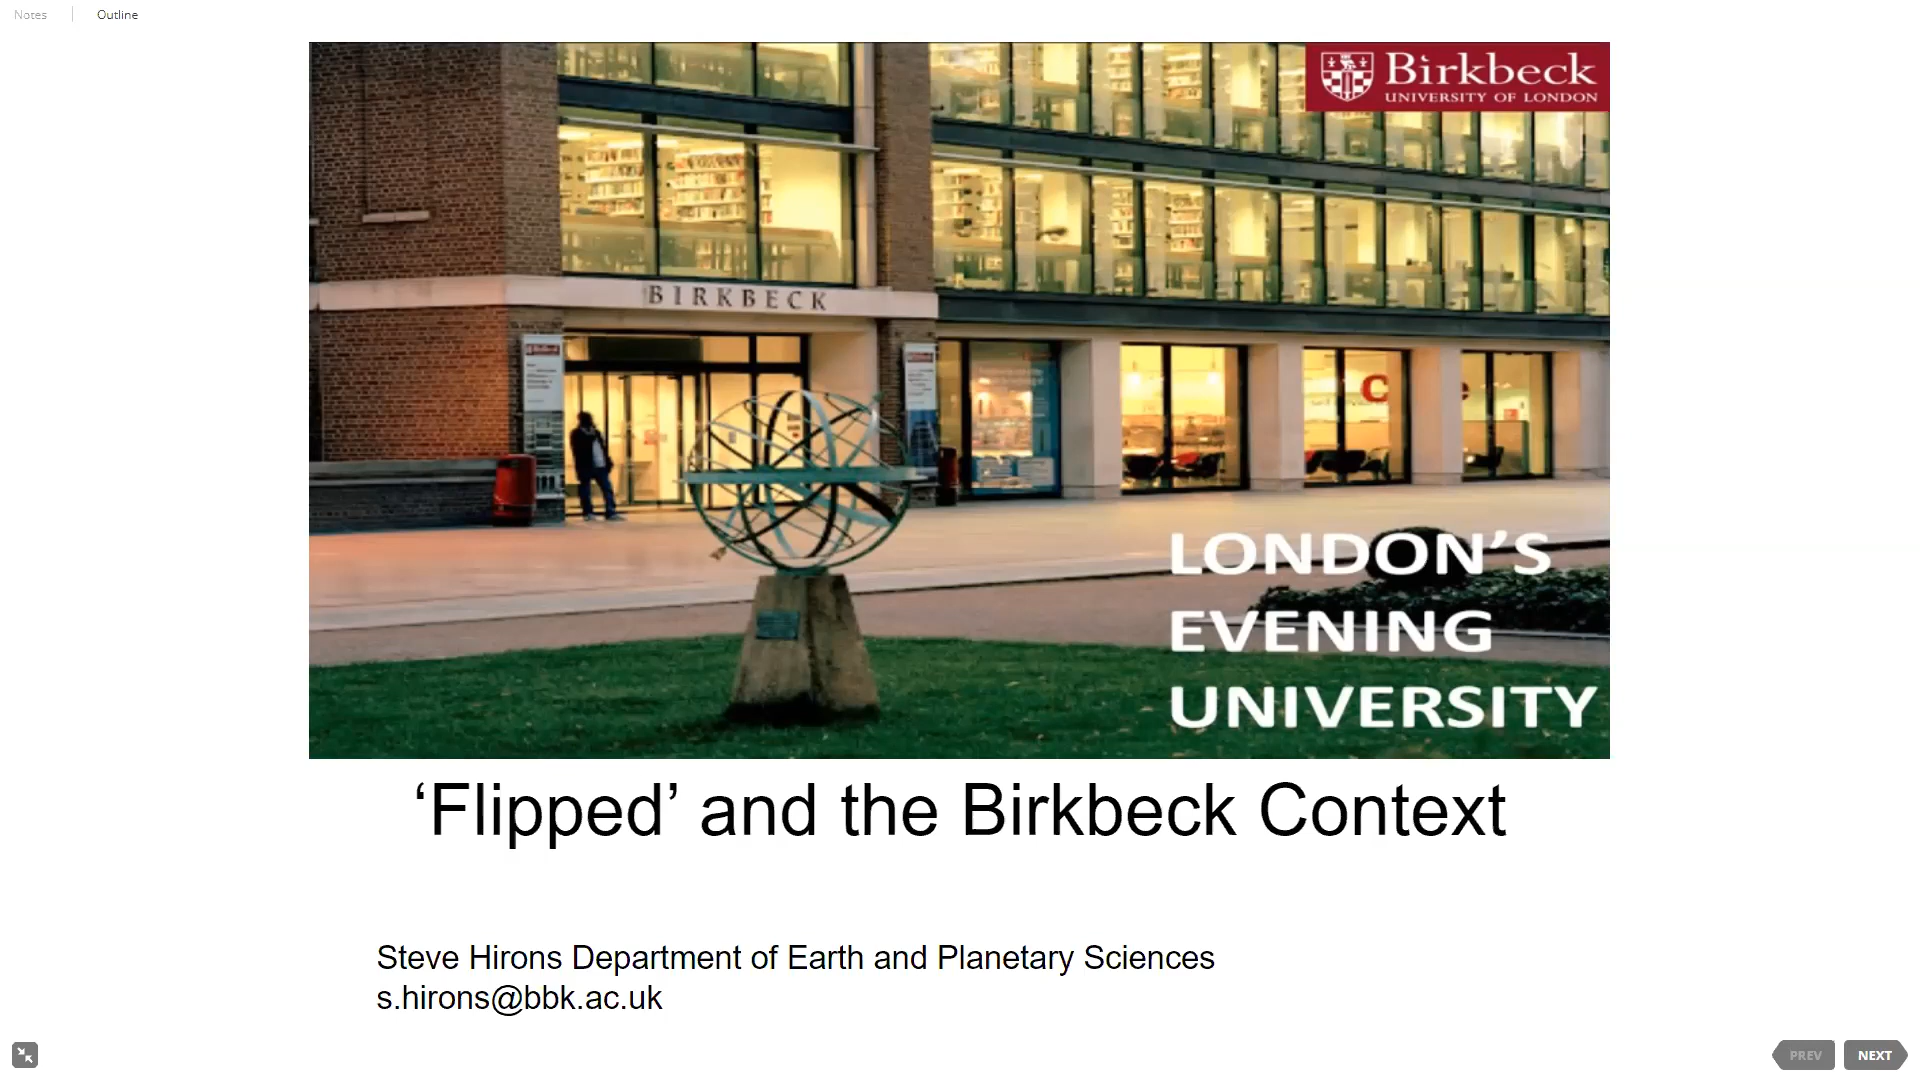 Notes
Outline
Birkbeck
UNIVERSITY OF LONDON
BIRKBECK
LONDON'S
EVENING
UNIVERSITY
‘Flipped’ and the Birkbeck Context
Steve Hirons Department of Earth and Planetary Sciences
s.hirons@bbk.ac.uk
PREV
NEXT